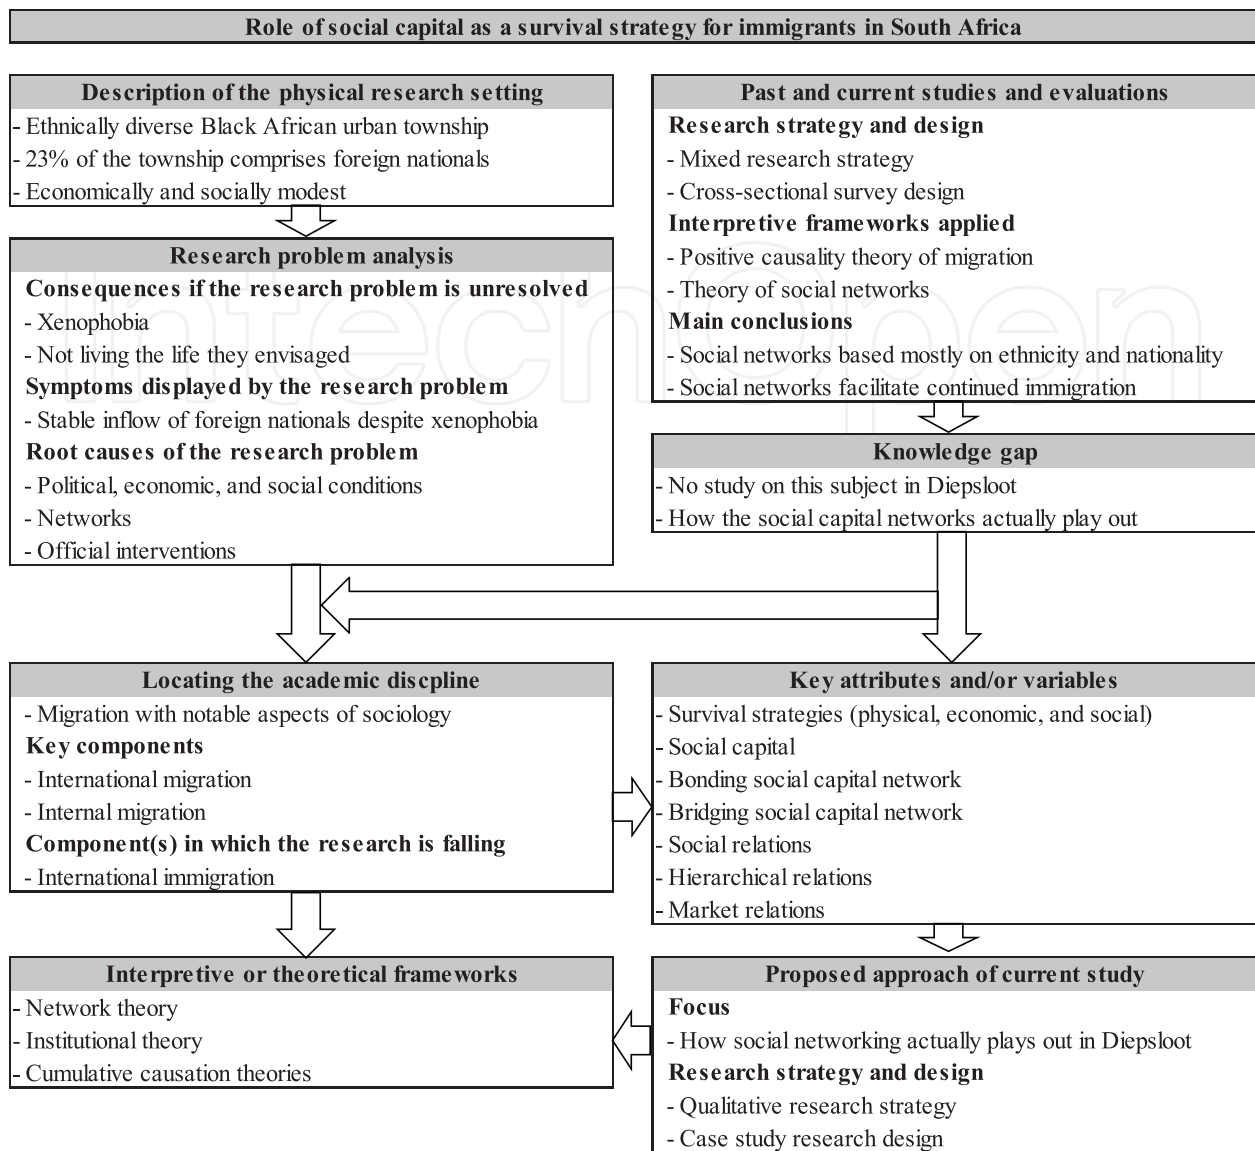 Role of social capital as a survival strategy for immigrants in South Africa
Description of the physical research setting
- Ethnically diverse Black African urban township
- 23% of the township comprises foreign nationals
- Economically and socially modest
Research problem analysis
Consequences if the research problem is unresolved
- Xenophobia
- Not living the life they envisaged
Symptoms displayed by the research problem
- Stable inflow of foreign nationals despite xenophobia
Root causes of the research problem
- Political, economic, and social conditions
- Networks
- Official interventions
Past and current studies and evaluations
Research strategy and design
- Mixed research strategy
- Cross-sectional survey design
Interpretive frameworks applied
- Positive causality theory of migration
- Theory of social networks
Main conclusions
- Social networks based mostly on ethnicity and nationality
- Social networks facilitate continued immigration
Knowledge gap
- No study on this subject in Diepsloot
- How the social capital networks actually play out
Locating the academic discpline
- Migration with notable aspects of sociology
Key components
- International migration
- Internal migration
Component(s) in which the research is falling
- International immigration
Key attributes and/or variables
- Survival strategies (physical, economic, and social)
- Social capital
- Bonding social capital network
- Bridging social capital network
- Social relations
- Hierarchical relations
- Market relations
Interpretive or theoretical frameworks
- Network theory
- Institutional theory
- Cumulative causation theories
Proposed approach of current study
Focus
- How social networking actually plays out in Diepsloot
Research strategy and design
- Qualitative research strategy
- Case study research design
IntechOpen